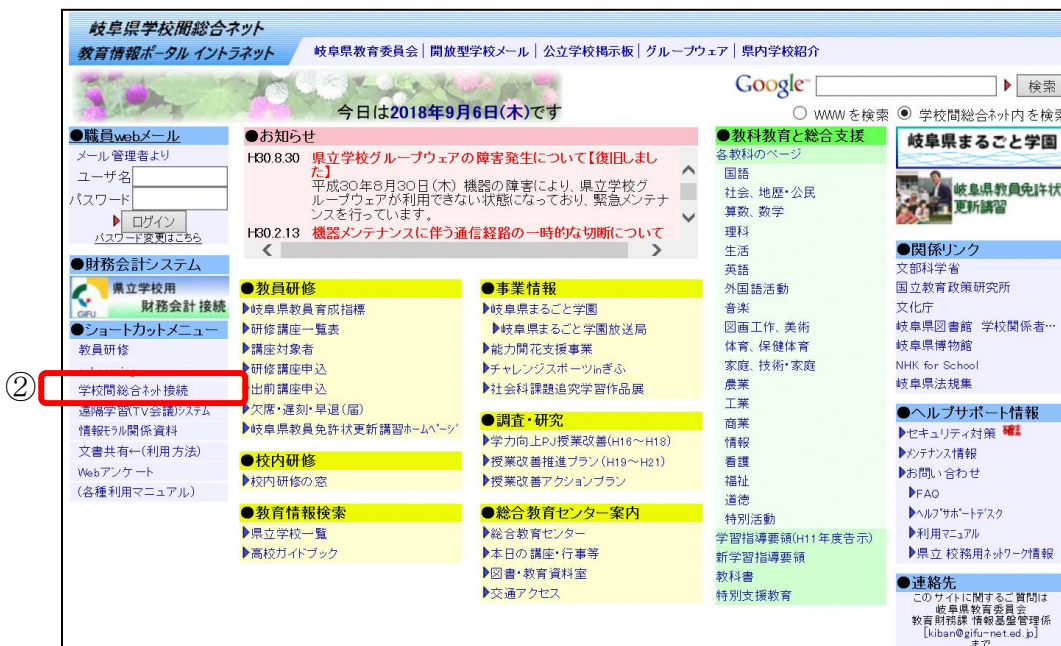 岐阜県学校間総合ネット
教育情報ポータル イントラネット
岐阜県教育委員会│開放型学校メール│公立学校掲示板│グループウェア│県内学校紹介
今日は2018年9月6日(木)です
Google
検索
WWWを検索
学校間総合ネット内を検索
●職員webメール
メール管理者より
ユーザ名
パスワード
ログイン
パスワード変更はこちら
●財務会計システム
GIFU
県立学校用
財務会計接続
●ショートカットメニュー
教員研修
②
学校間総合ネット接続
遠隔学習(TV会議)システム
情報モラル関係資料
文書共有←(利用方法)
Webアンケート
(各種利用マニュアル)
●お知らせ
H30.8.30 県立学校グループウェアの障害発生について【復旧しました】
平成30年8月30日(木) 機器の障害により、県立学校グ
ループウェアが利用できない状態になっており、緊急メンテナ
ンスを行っています。
H30.2.13 機器メンテナンスに伴う通信経路の一時的な切断について
●教員研修
岐阜県教員育成指標
研修講座一覧表
講座対象者
研修講座申込
出前講座申込
欠席・遅刻・早退(届)
岐阜県教員免許状更新講習ホームページ
●校内研修
校内研修の窓
●教育情報検索
県立学校一覧
高校ガイドブック
●事業情報
岐阜県まるごと学園
岐阜県まるごと学園放送局
能力開花支援事業
チャレンジスポーツinぎふ
社会科課題追究学習作品展
●調査・研究
学力向上PJ授業改善(H16～H18)
授業改善推進プラン(H19～H21)
授業改善アクションプラン
●総合教育センター案内
総合教育センター
本日の講座・行事等
図書・教育資料室
交通アクセス
●教科教育と総合支援
各教科のページ
国語
社会、地歴・公民
算数、数学
理科
生活
英語
外国語活動
音楽
図画工作、美術
体育、保健体育
家庭、技術・家庭
農業
工業
商業
情報
看護
福祉
道徳
特別活動
学習指導要領(H11年度告示)
新学習指導要領
教科書
特別支援教育
岐阜県まるごと学園
岐阜県教員免許状
更新講習
●関係リンク
文部科学省
国立教育政策研究所
文化庁
岐阜県図書館 学校関係者…
岐阜県博物館
NHK for School
岐阜県法規集
●ヘルプサポート情報
セキュリティ対策
メンテナンス情報
お問い合わせ
FAQ
ヘルプサポートデスク
利用マニュアル
県立 校務用ネットワーク情報
●連絡先
このサイトに関するご質問は
岐阜県教育委員会
教育財務課 情報基盤管理係
[kiban@gifu-net.ed.jp]
まで